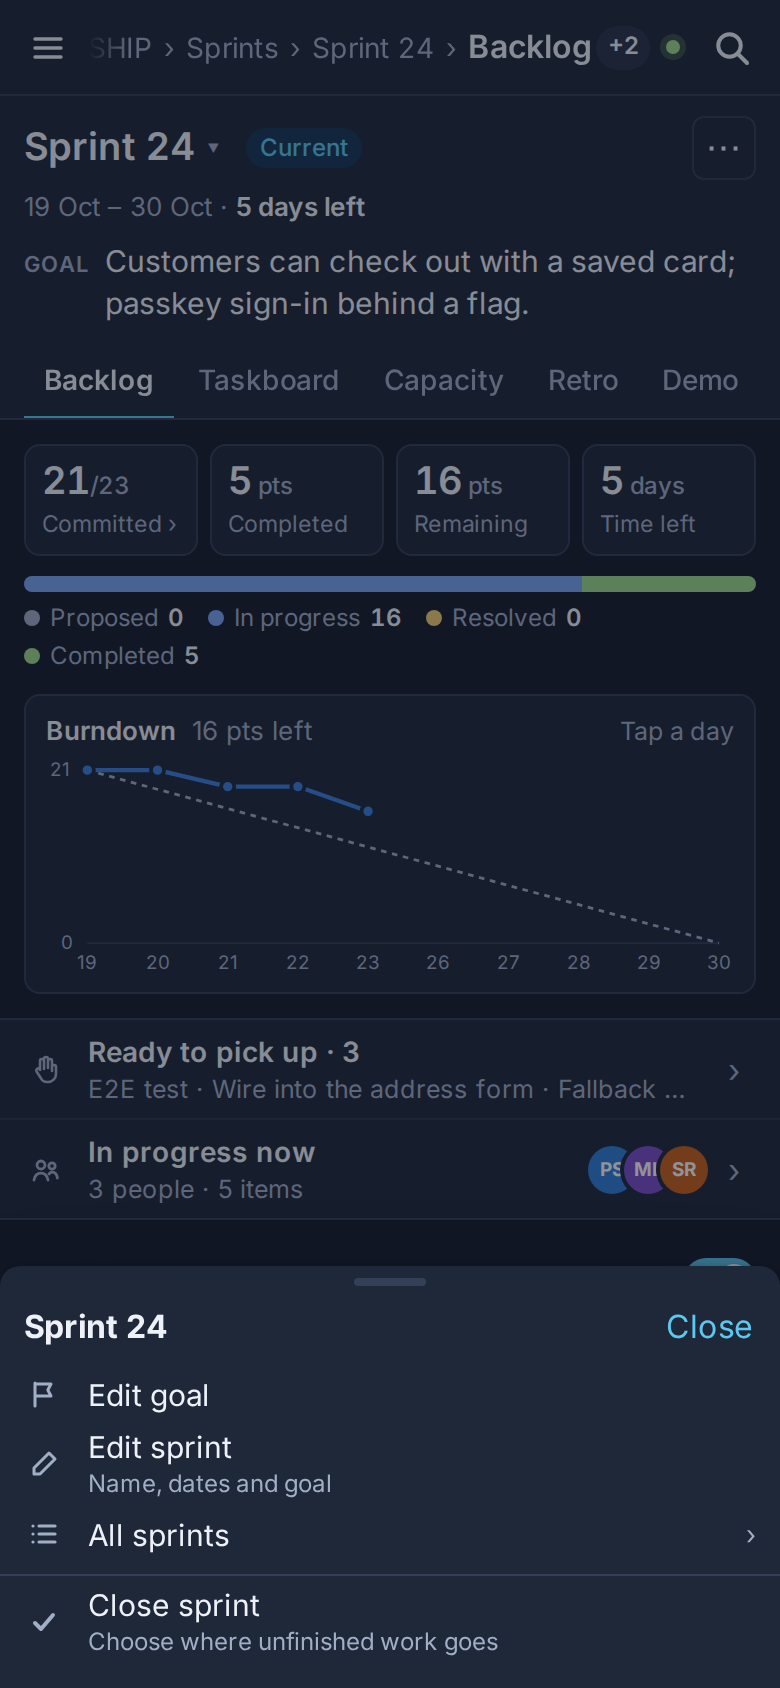 SHIP › Sprints › Sprint 24 › Backlog +2
Sprint 24 ▾ Current ...
19 Oct – 30 Oct · 5 days left
GOAL Customers can check out with a saved card;
passkey sign-in behind a flag.
Backlog Taskboard Capacity Retro Demo
21/23 5 pts 16 pts 5 days
Committed › Completed Remaining Time left
Proposed 0 In progress 16 Resolved 0
Completed 5
Burndown 16 pts left Tap a day
21
0
19 20 21 22 23 26 27 28 29 30
Ready to pick up · 3
E2E test · Wire into the address form · Fallback ... ›
In progress now
3 people · 5 items PS SR ›
Sprint 24 Close
Edit goal
Edit sprint
Name, dates and goal
All sprints ›
Close sprint
Choose where unfinished work goes